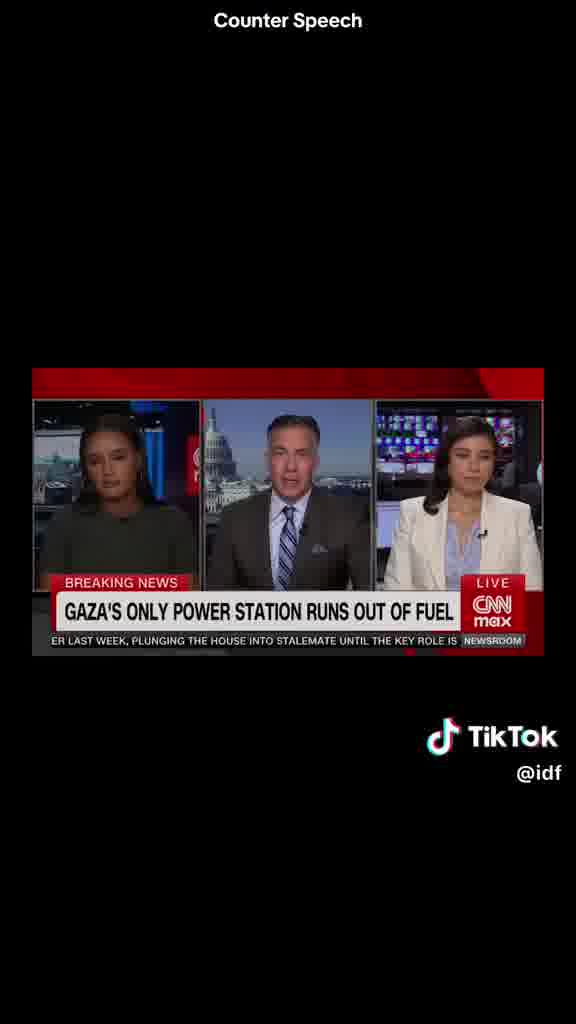 Counter Speech
BREAKING NEWS
GAZA'S ONLY POWER STATION RUNS OUT OF FUEL
LIVE
CNN
max
ER LAST WEEK, PLUNGING THE HOUSE INTO STALEMATE UNTIL THE KEY ROLE IS
NEWSROOM
TikTok
@idf